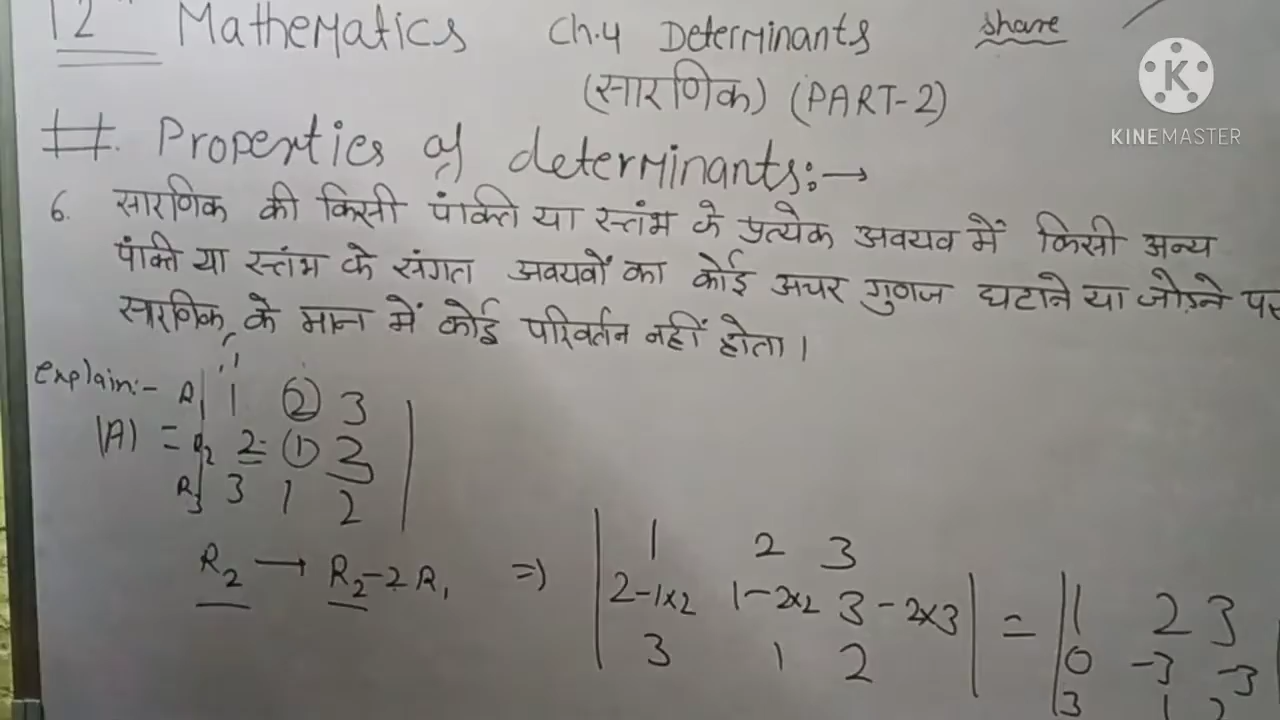 12 Mathematics Ch.4 Determinants share
(सारणिक) (PART-2)
KINEMASTER
#. Properties of determinants:→
6. सारणिक की किसी पंक्ति या स्तंभ के प्रत्येक अवयव में किसी अन्य
पंक्ति या स्तंभ के संगत अवयवों का कोई अचर गुणज घटाने या जोड़ने पर
सारणिक के मान में कोई परिवर्तन नहीं होता।
explain:- R1 | 1 2 3 |
|A| = R2 | 2 1 3 |
R3 | 3 1 2 |
R2 → R2-2R1 =>
| 1 2 3 |
| 2-1x2 1-2x2 3-2x3 | = | 1 2 3
| 3 1 2 | | 0 -3 -3
| 3 1 2